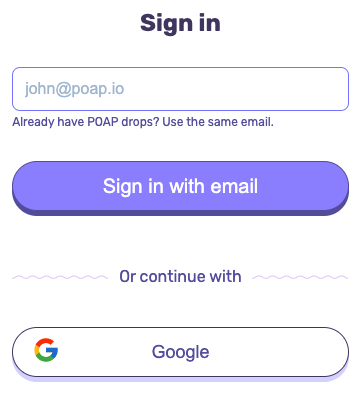 Sign in
john@poap.io
Already have POAP drops? Use the same email.
Sign in with email
Or continue with
Google